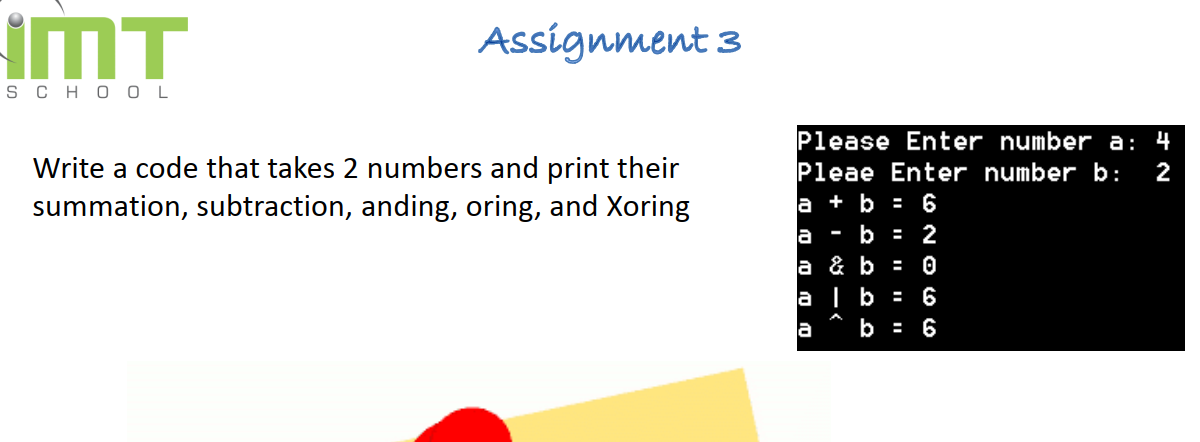 imt
SCHOOL
Assignment 3
Write a code that takes 2 numbers and print their
summation, subtraction, anding, oring, and Xoring
Please Enter number a: 4
Pleae Enter number b:  2
a + b = 6
a - b = 2
a & b = 0
a | b = 6
a ^ b = 6